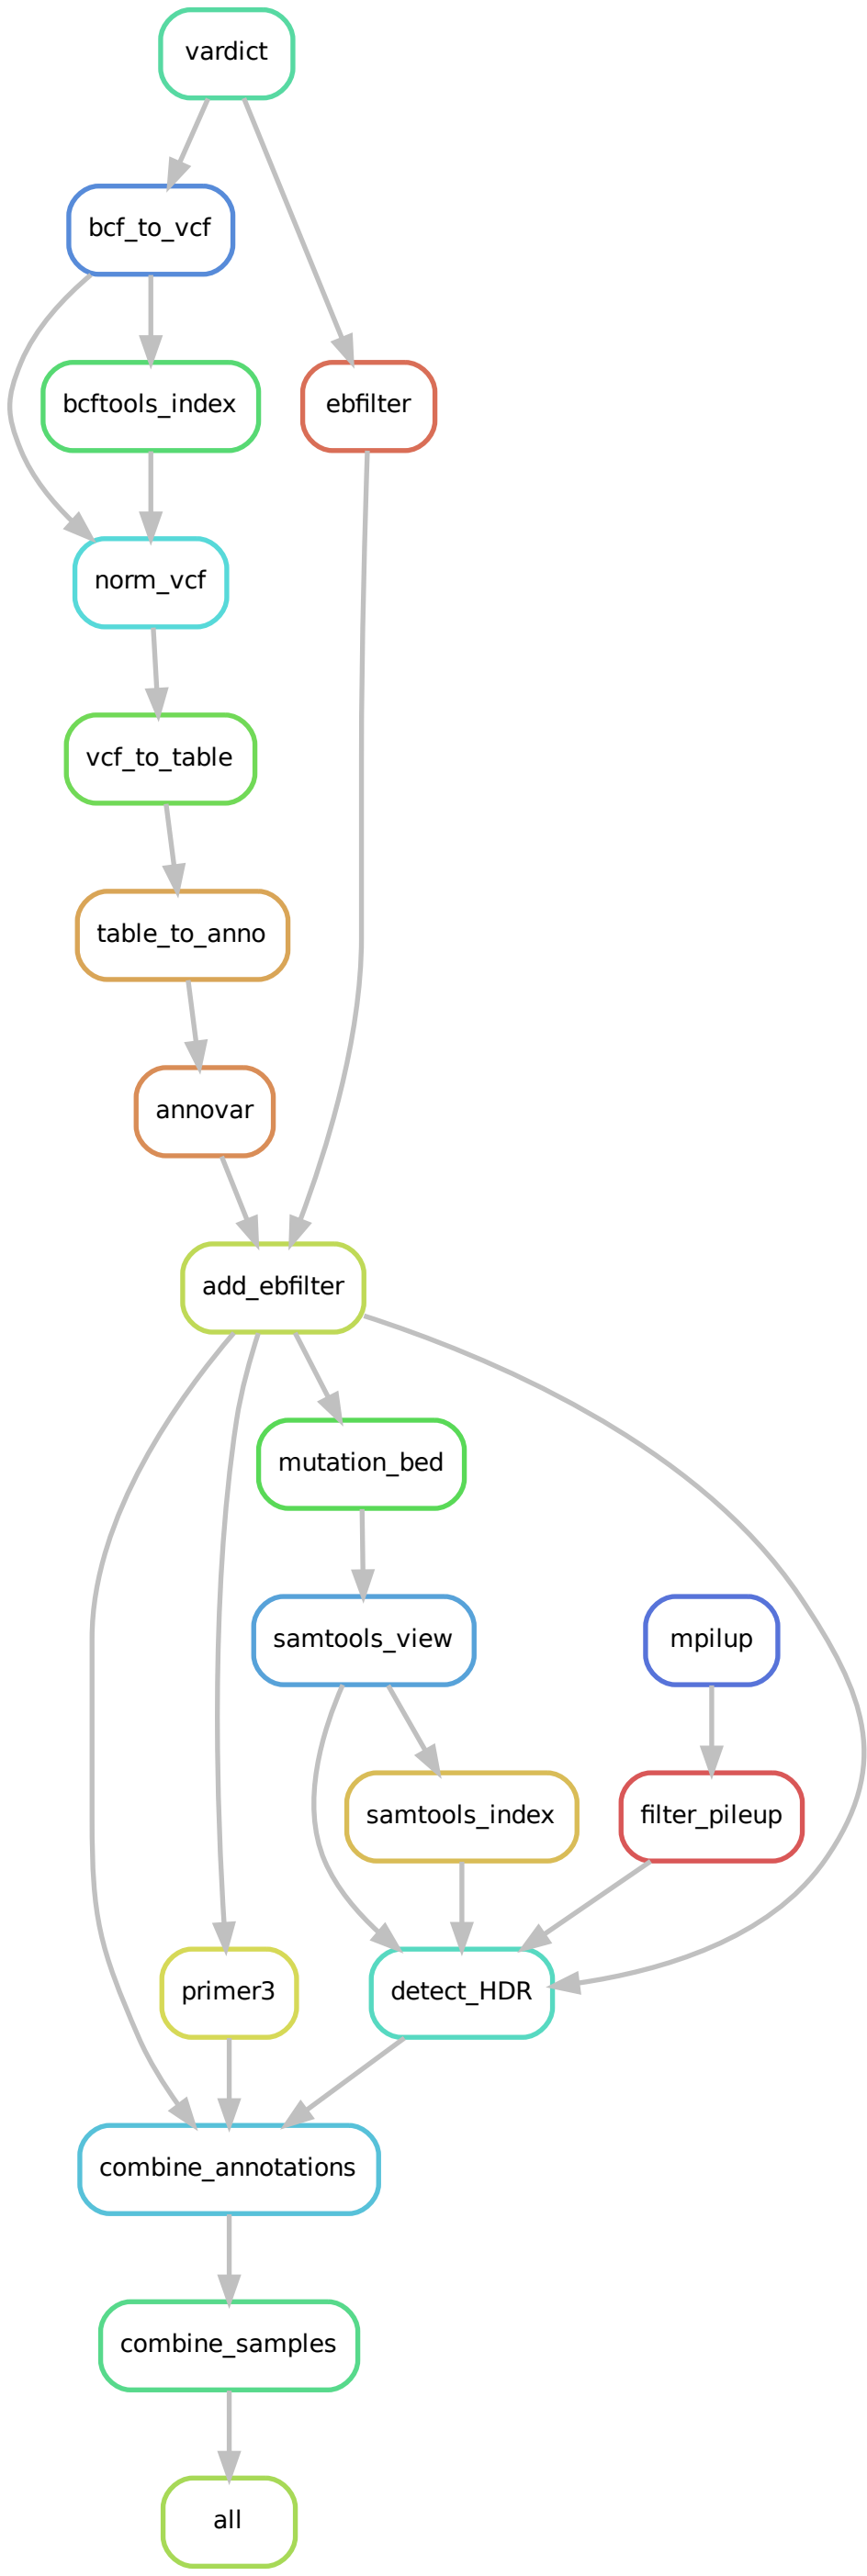 vardict
bcf_to_vcf
bcftools_index
ebfilter
norm_vcf
vcf_to_table
table_to_anno
annovar
add_ebfilter
mutation_bed
samtools_view
mpilup
samtools_index
filter_pileup
primer3
detect_HDR
combine_annotations
combine_samples
all